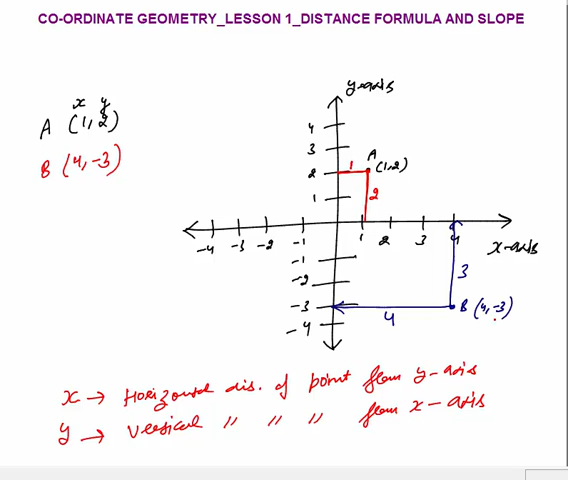 CO-ORDINATE GEOMETRY_LESSON 1_DISTANCE FORMULA AND SLOPE
y-axis
x y
A (1,2)
B (4,-3)
4
3
2
1
1
A
(1,2)
2
-4 -3 -2 -1 1 2 3 4
x-axis
-1
-2
-3
-4
3
4
B (4,-3)
x → Horizontal dis. of point from y-axis
y → Vertical " " " from x-axis